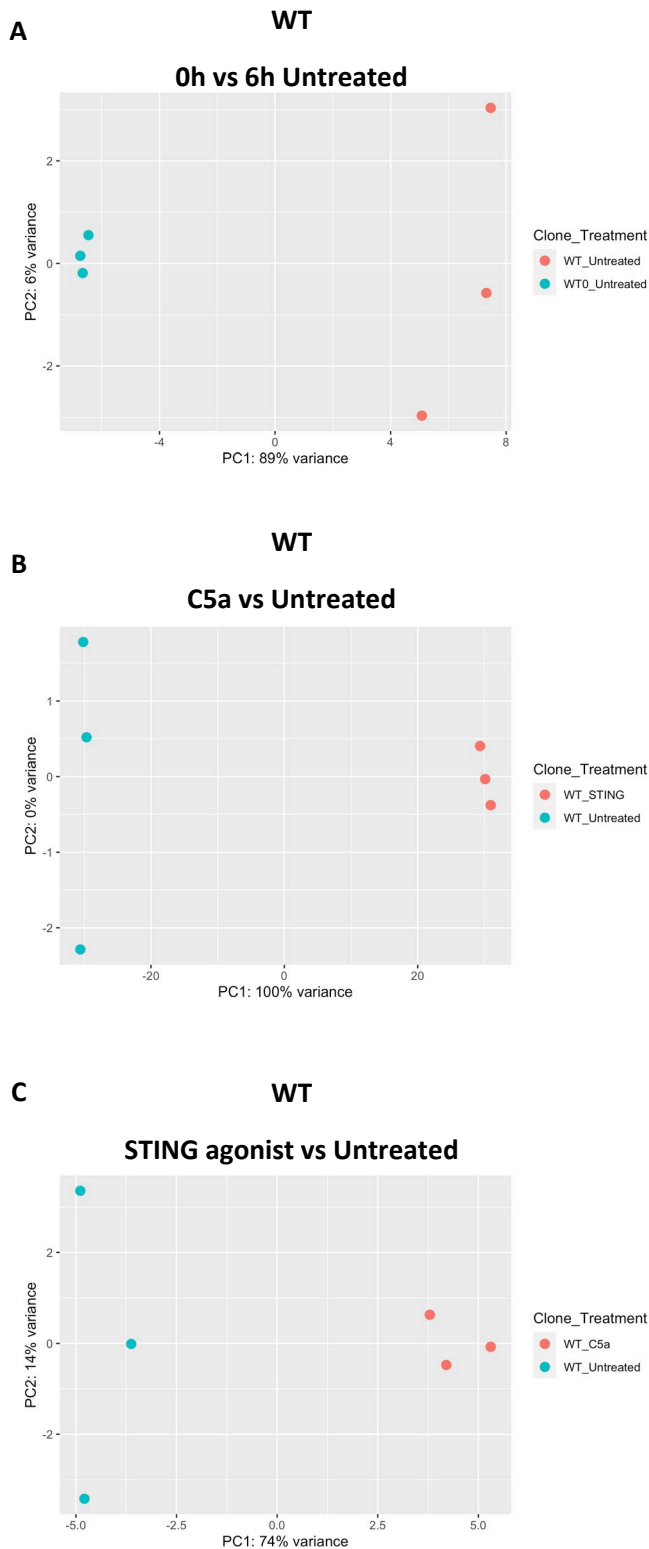 A
WT
0h vs 6h Untreated
2
0
-2
PC2: 6% variance
-4
0
4
8
PC1: 89% variance
Clone_Treatment
WT_Untreated
WT0_Untreated
B
WT
C5a vs Untreated
1
0
-1
-2
PC2: 0% variance
-20
0
20
PC1: 100% variance
Clone_Treatment
WT_STING
WT_Untreated
C
WT
STING agonist vs Untreated
2
0
-2
PC2: 14% variance
-5.0
-2.5
0.0
2.5
5.0
PC1: 74% variance
Clone_Treatment
WT_C5a
WT_Untreated